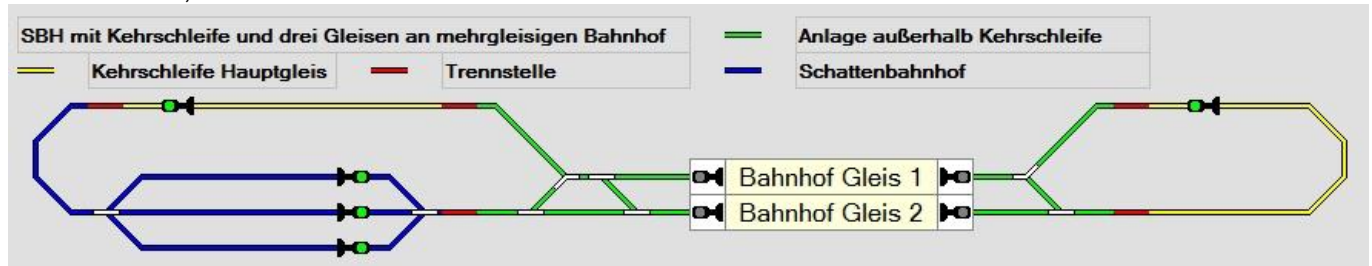 SBH mit Kehrschleife und drei Gleisen an mehrgleisigen Bahnhof
Anlage außerhalb Kehrschleife
Kehrschleife Hauptgleis
Trennstelle
Schattenbahnhof
Bahnhof Gleis 1
Bahnhof Gleis 2